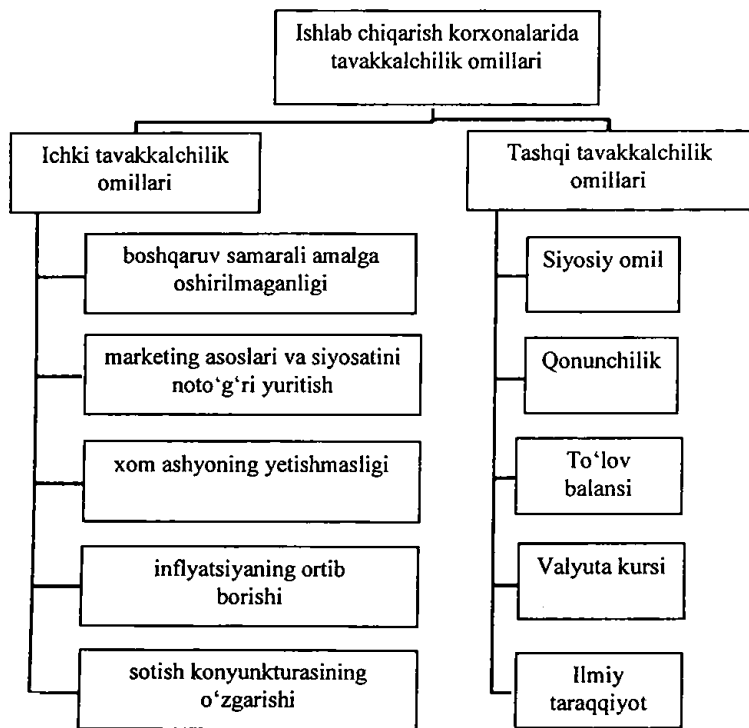 Ishlab chiqarish korxonalarida
tavakkalchilik omillari
Ichki tavakkalchilik
omillari
Tashqi tavakkalchilik
omillari
boshqaruv samarali amalga
oshirilmaganligi
marketing asoslari va siyosatini
noto‘g‘ri yuritish
xom ashyoning yetishmasligi
inflyatsiyaning ortib
borishi
sotish konyunkturasining
o‘zgarishi
Siyosiy omil
Qonunchilik
To‘lov
balansi
Valyuta kursi
Ilmiy
taraqqiyot